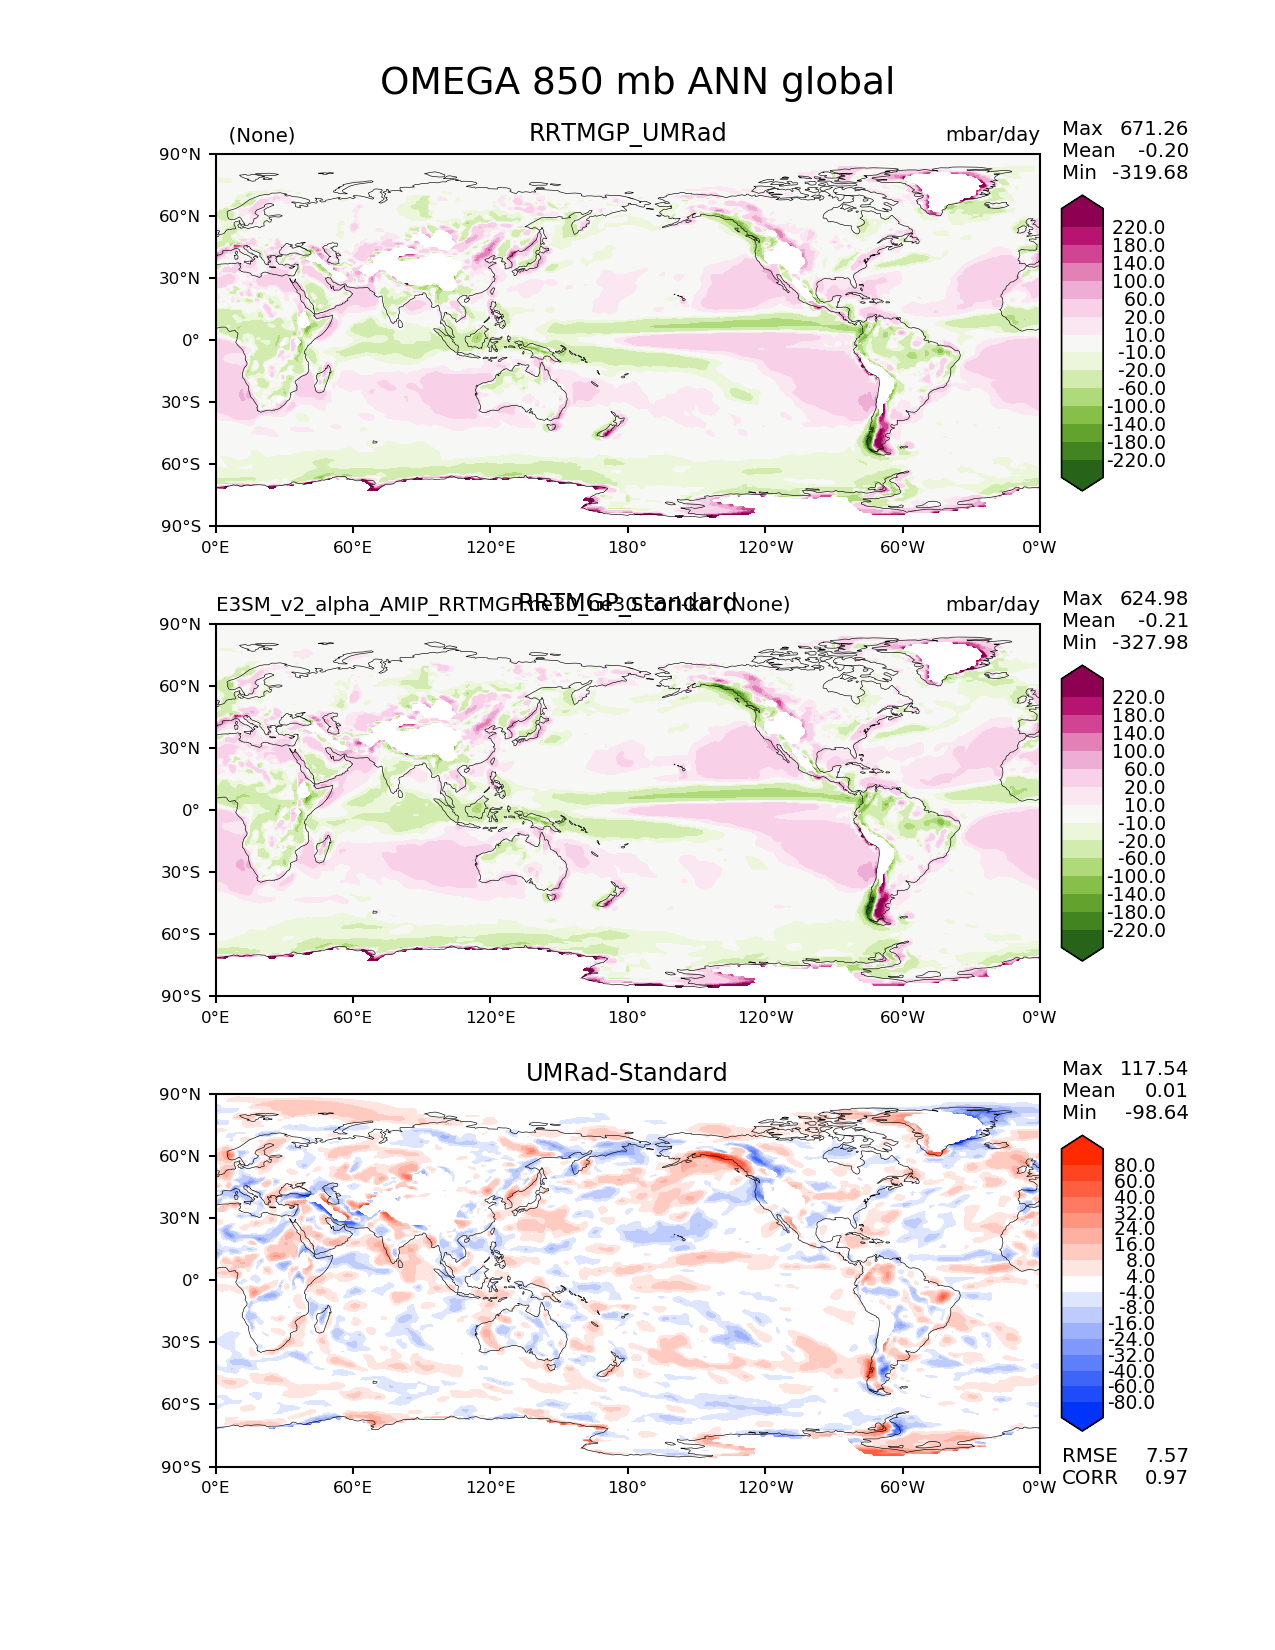 OMEGA 850 mb ANN global
(None) RRTMGP_UMRad mbar/day
Max 671.26
Mean -0.20
Min -319.68
90°N
60°N
30°N
0°
30°S
60°S
90°S
0°E 60°E 120°E 180° 120°W 60°W 0°W
220.0
180.0
140.0
100.0
60.0
20.0
10.0
-10.0
-20.0
-60.0
-100.0
-140.0
-180.0
-220.0
E3SM_v2_alpha_AMIP_RRTMGP (None) RRTMGP_standard mbar/day
Max 624.98
Mean -0.21
Min -327.98
90°N
60°N
30°N
0°
30°S
60°S
90°S
0°E 60°E 120°E 180° 120°W 60°W 0°W
220.0
180.0
140.0
100.0
60.0
20.0
10.0
-10.0
-20.0
-60.0
-100.0
-140.0
-180.0
-220.0
UMRad-Standard
Max 117.54
Mean 0.01
Min -98.64
90°N
60°N
30°N
0°
30°S
60°S
90°S
0°E 60°E 120°E 180° 120°W 60°W 0°W
80.0
60.0
40.0
32.0
24.0
16.0
8.0
4.0
-4.0
-8.0
-16.0
-24.0
-32.0
-40.0
-60.0
-80.0
RMSE 7.57
CORR 0.97